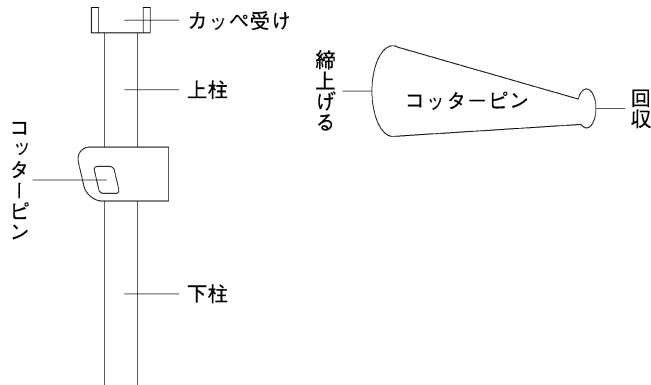 カッペ受け
上柱
コッターピン
下柱
締上げる
コッターピン
回収